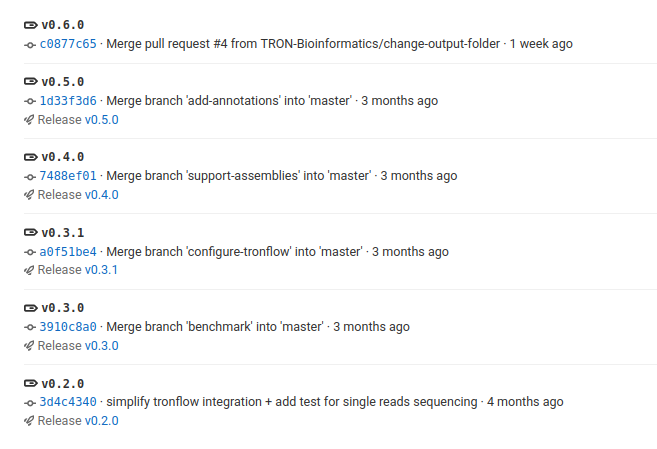 v0.6.0
c0877c65 · Merge pull request #4 from TRON-Bioinformatics/change-output-folder · 1 week ago
v0.5.0
1d33f3d6 · Merge branch 'add-annotations' into 'master' · 3 months ago
Release v0.5.0
v0.4.0
7488ef01 · Merge branch 'support-assemblies' into 'master' · 3 months ago
Release v0.4.0
v0.3.1
a0f51be4 · Merge branch 'configure-tronflow' into 'master' · 3 months ago
Release v0.3.1
v0.3.0
3910c8a0 · Merge branch 'benchmark' into 'master' · 3 months ago
Release v0.3.0
v0.2.0
3d4c4340 · simplify tronflow integration + add test for single reads sequencing · 4 months ago
Release v0.2.0